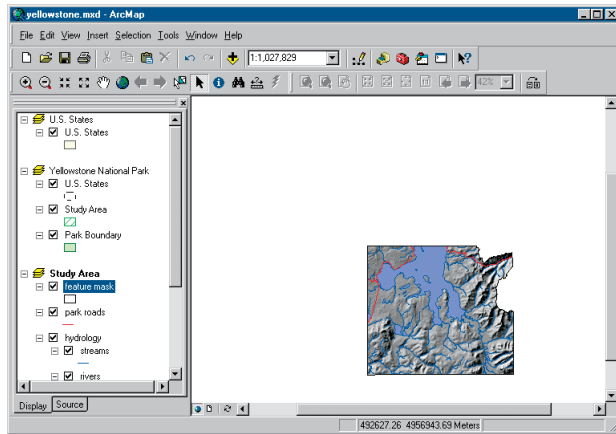 yellowstone.mxd - ArcMap
File Edit View Insert Selection Tools Window Help
1:1,027,829
42%
U.S. States
U.S. States
Yellowstone National Park
U.S. States
Study Area
Park Boundary
Study Area
feature mask
park roads
hydrology
streams
rivers
Display Source
492627.26 4956943.69 Meters